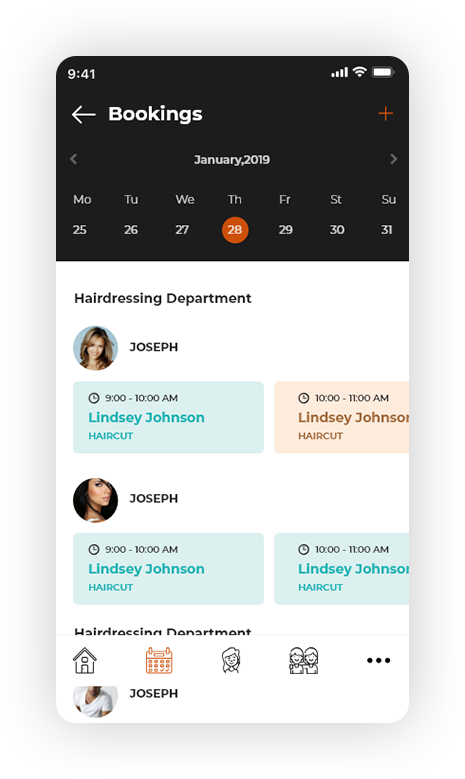 9:41
Bookings
January,2019
Mo Tu We Th Fr St Su
25 26 27 28 29 30 31
Hairdressing Department
JOSEPH
9:00 - 10:00 AM 10:00 - 11:00 AM
Lindsey Johnson Lindsey Johnson
HAIRCUT HAIRCUT
JOSEPH
9:00 - 10:00 AM 10:00 - 11:00 AM
Lindsey Johnson Lindsey Johnson
HAIRCUT HAIRCUT
Hairdressing Department
JOSEPH